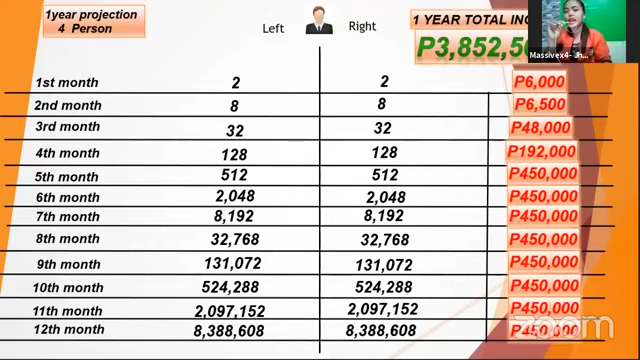 1year projection
4 Person
Left
Right
1 YEAR TOTAL
Massivex4- Jh...
1st month 2 2 P6,000
2nd month 8 8 P6,500
3rd month 32 32 P48,000
4th month 128 128 P192,000
5th month 512 512 P450,000
6th month 2,048 2,048 P450,000
7th month 8,192 8,192 P450,000
8th month 32,768 32,768 P450,000
9th month 131,072 131,072 P450,000
10th month 524,288 524,288 P450,000
11th month 2,097,152 2,097,152 P450,000
12th month 8,388,608 8,388,608 P450,000
zoom